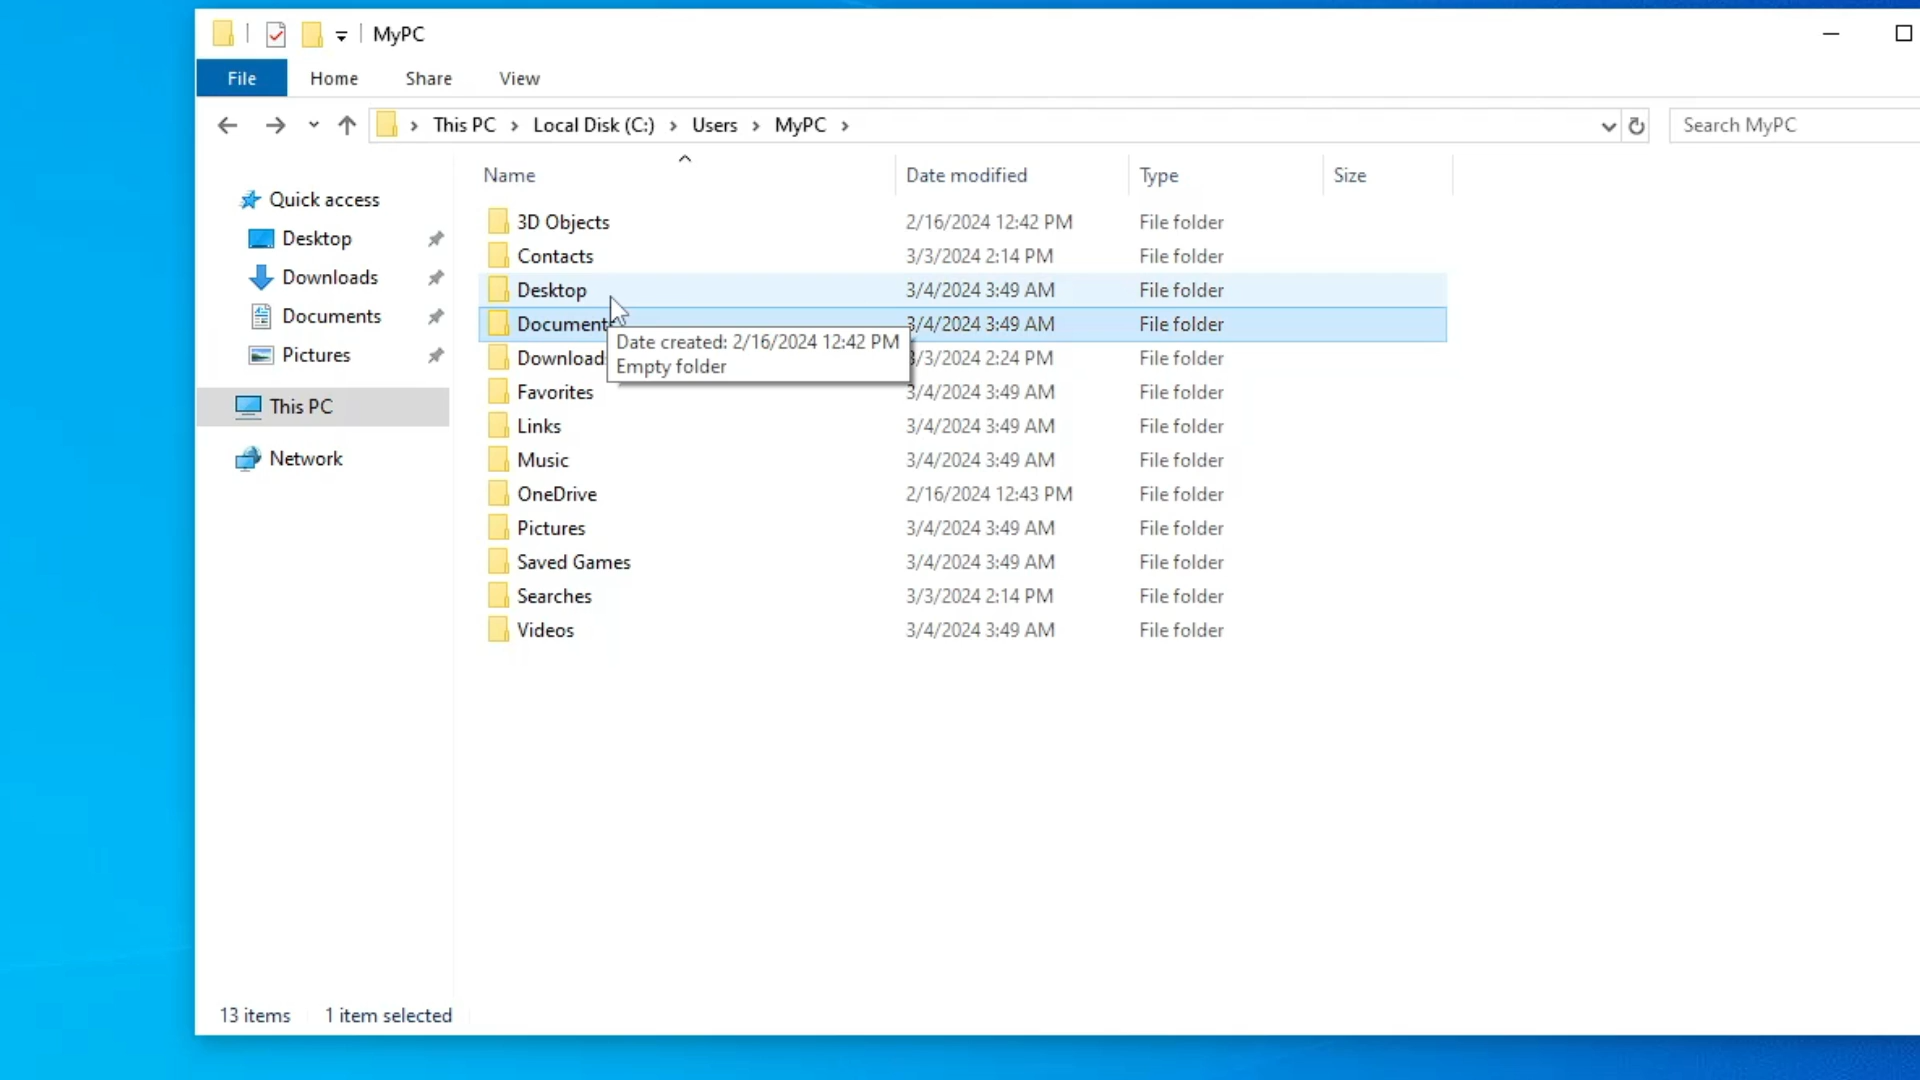 MyPC
File Home Share View
This PC Local Disk (C:) Users MyPC Search MyPC
Name Date modified Type Size
Quick access
Desktop
Downloads
Documents
Pictures
This PC
Network
3D Objects 2/16/2024 12:42 PM File folder
Contacts 3/3/2024 2:14 PM File folder
Desktop 3/4/2024 3:49 AM File folder
Document 3/4/2024 3:49 AM File folder
Date created: 2/16/2024 12:42 PM
Empty folder
Download 3/3/2024 2:24 PM File folder
Favorites 3/4/2024 3:49 AM File folder
Links 3/4/2024 3:49 AM File folder
Music 3/4/2024 3:49 AM File folder
OneDrive 2/16/2024 12:43 PM File folder
Pictures 3/4/2024 3:49 AM File folder
Saved Games 3/4/2024 3:49 AM File folder
Searches 3/3/2024 2:14 PM File folder
Videos 3/4/2024 3:49 AM File folder
13 items 1 item selected